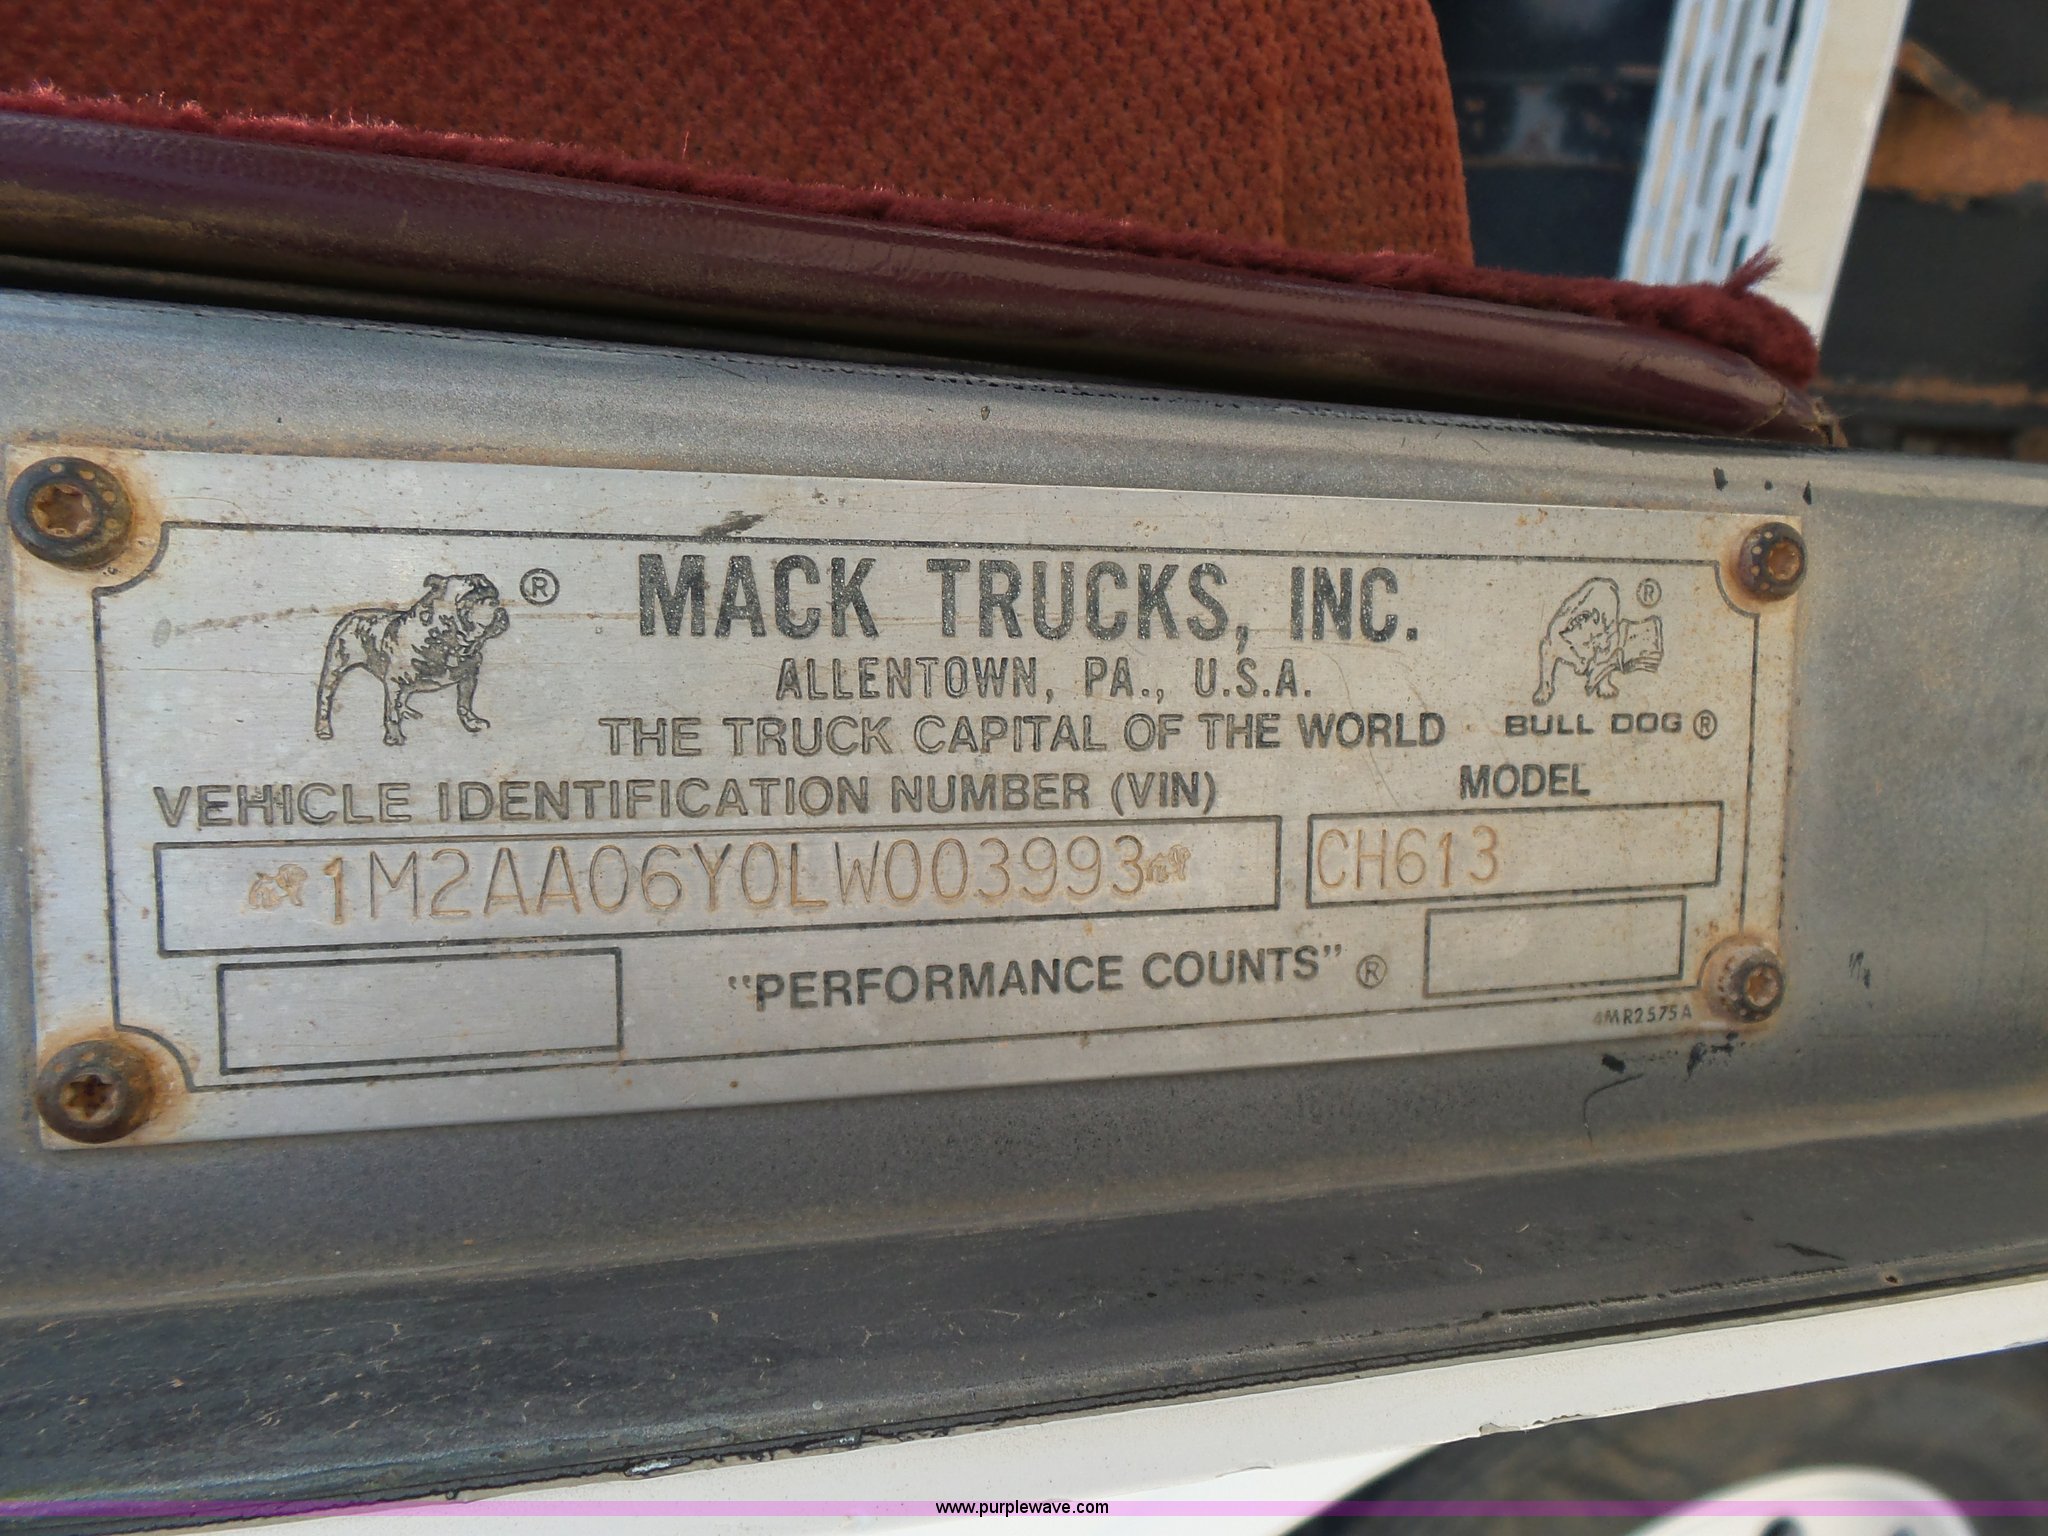 ®
MACK TRUCKS, INC.
®
ALLENTOWN, PA., U.S.A.
THE TRUCK CAPITAL OF THE WORLD
BULL DOG®
VEHICLE IDENTIFICATION NUMBER (VIN)
MODEL
1M2AA06Y0LW003993
CH613
"PERFORMANCE COUNTS"®
4MR2575A
www.purplewave.com